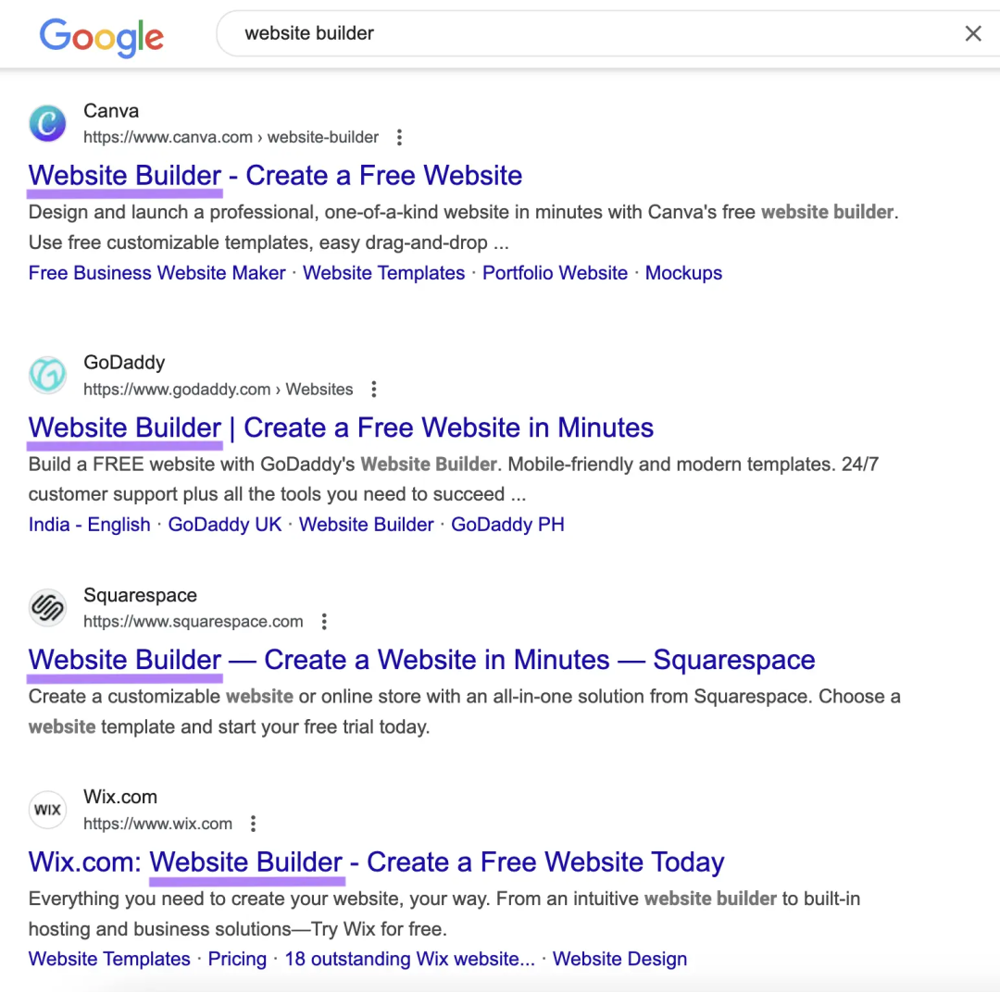 Google
website builder
Canva
https://www.canva.com › website-builder
Website Builder - Create a Free Website
Design and launch a professional, one-of-a-kind website in minutes with Canva's free website builder.
Use free customizable templates, easy drag-and-drop ...
Free Business Website Maker · Website Templates · Portfolio Website · Mockups
GoDaddy
https://www.godaddy.com › Websites
Website Builder | Create a Free Website in Minutes
Build a FREE website with GoDaddy's Website Builder. Mobile-friendly and modern templates. 24/7
customer support plus all the tools you need to succeed ...
India - English · GoDaddy UK · Website Builder · GoDaddy PH
Squarespace
https://www.squarespace.com
Website Builder — Create a Website in Minutes — Squarespace
Create a customizable website or online store with an all-in-one solution from Squarespace. Choose a
website template and start your free trial today.
Wix.com
WIX
https://www.wix.com
Wix.com: Website Builder - Create a Free Website Today
Everything you need to create your website, your way. From an intuitive website builder to built-in
hosting and business solutions—Try Wix for free.
Website Templates · Pricing · 18 outstanding Wix website... · Website Design